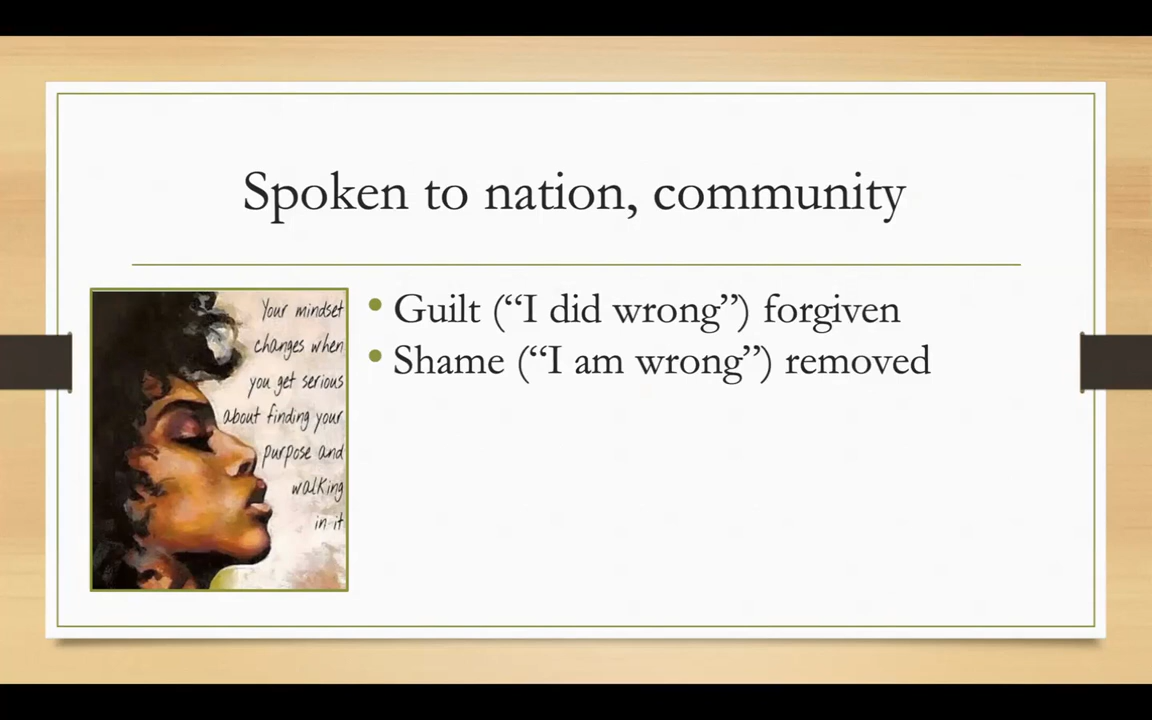 Spoken to nation, community
Your mindset
changes when
you get serious
about finding your
purpose and
walking
in it
• Guilt (“I did wrong”) forgiven
• Shame (“I am wrong”) removed